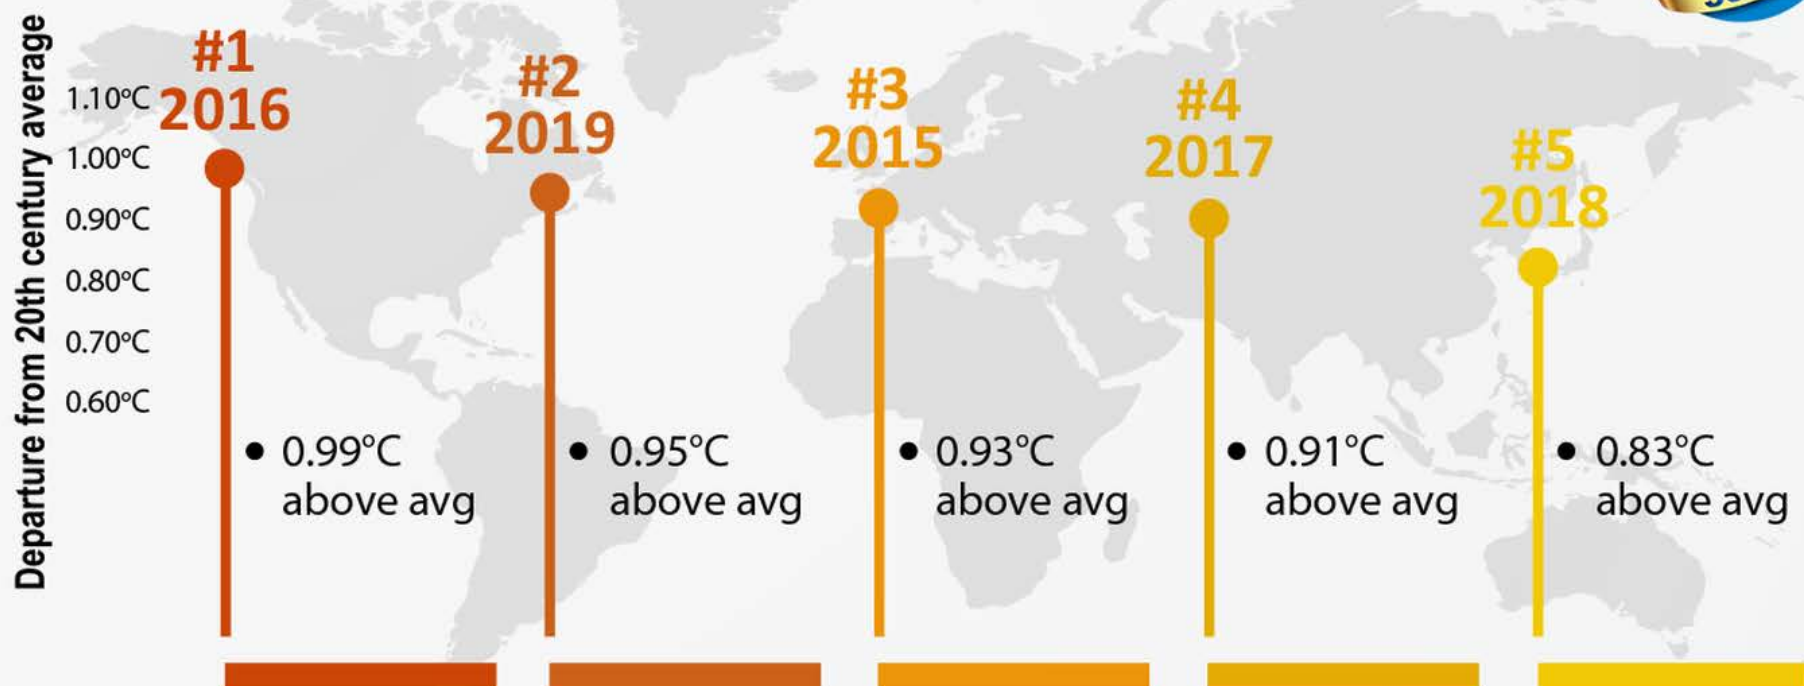 Departure from 20th century average
1.10°C
1.00°C
0.90°C
0.80°C
0.70°C
0.60°C
#1
2016
#2
2019
#3
2015
#4
2017
#5
2018
• 0.99°C
above avg
• 0.95°C
above avg
• 0.93°C
above avg
• 0.91°C
above avg
• 0.83°C
above avg